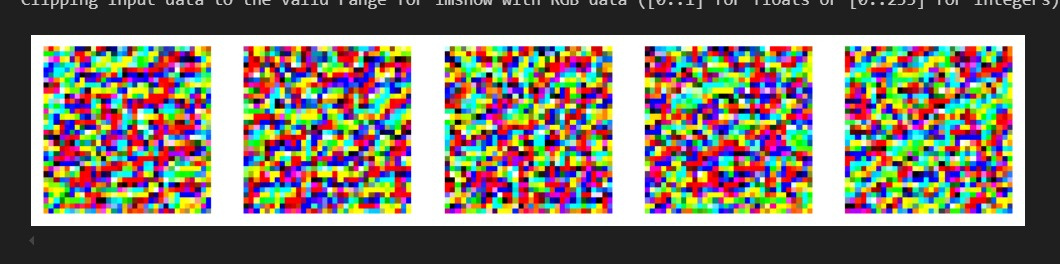 Clipping input data to the valid range for imshow with RGB data ([0..1] for floats or [0..255] for integers)